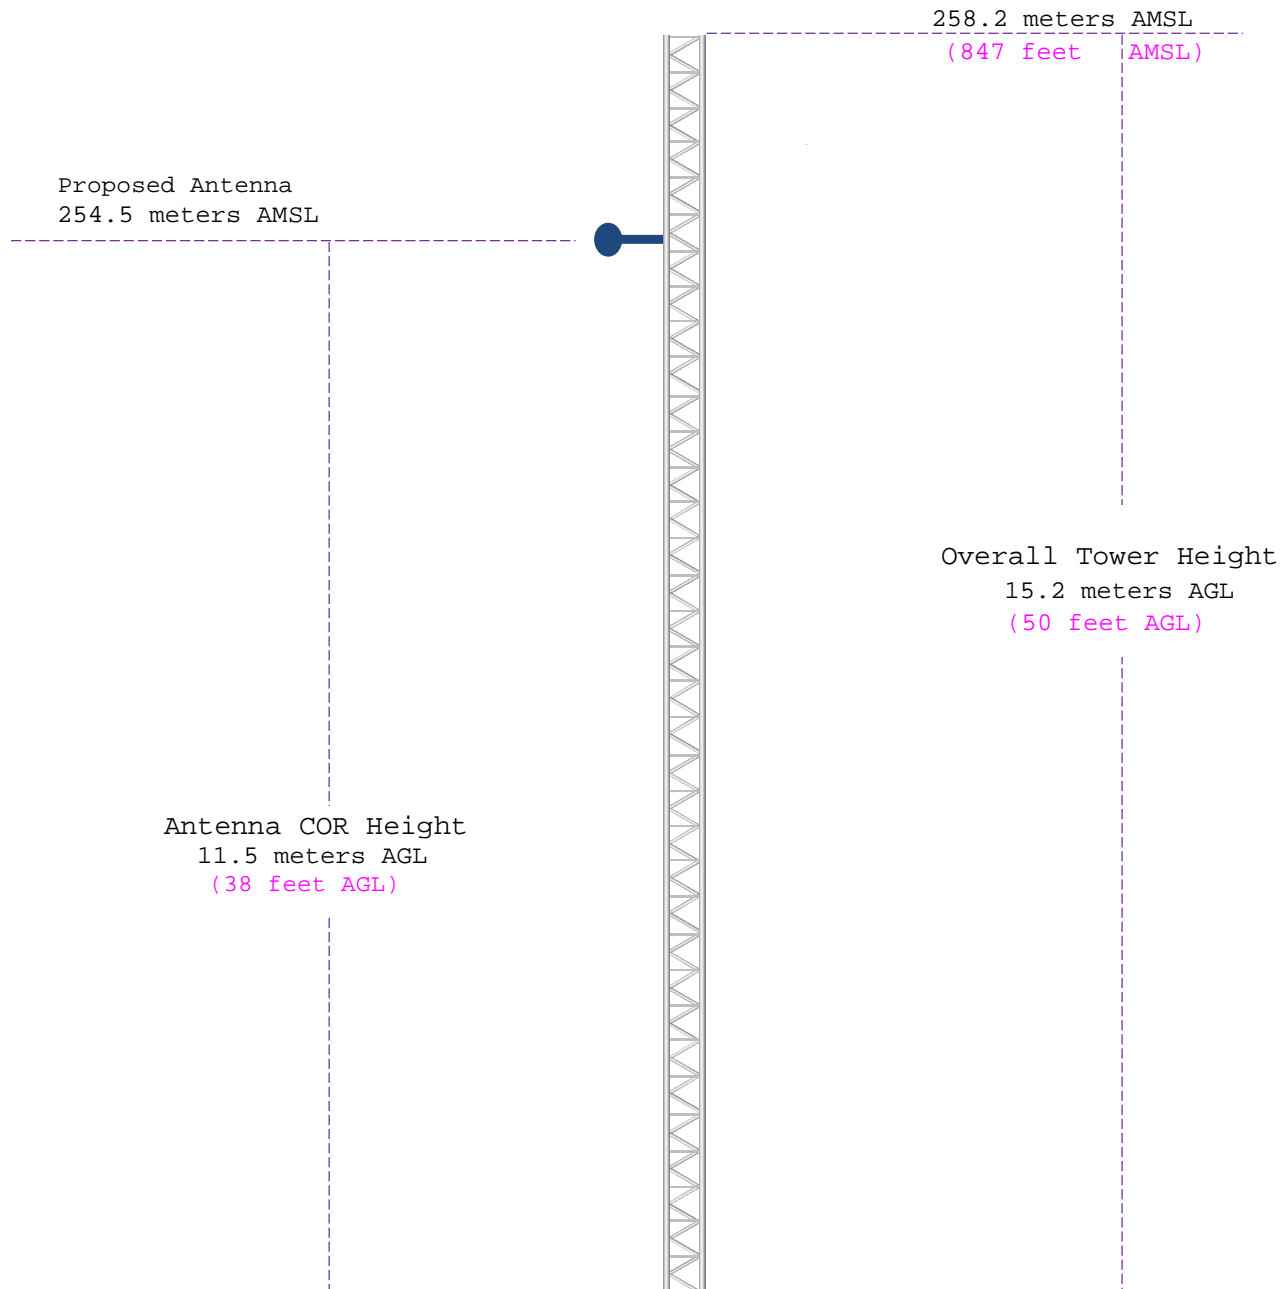 258.2 meters AMSL
(847 feet AMSL)
Proposed Antenna
254.5 meters AMSL
Overall Tower Height
15.2 meters AGL
(50 feet AGL)
Antenna COR Height
11.5 meters AGL
(38 feet AGL)